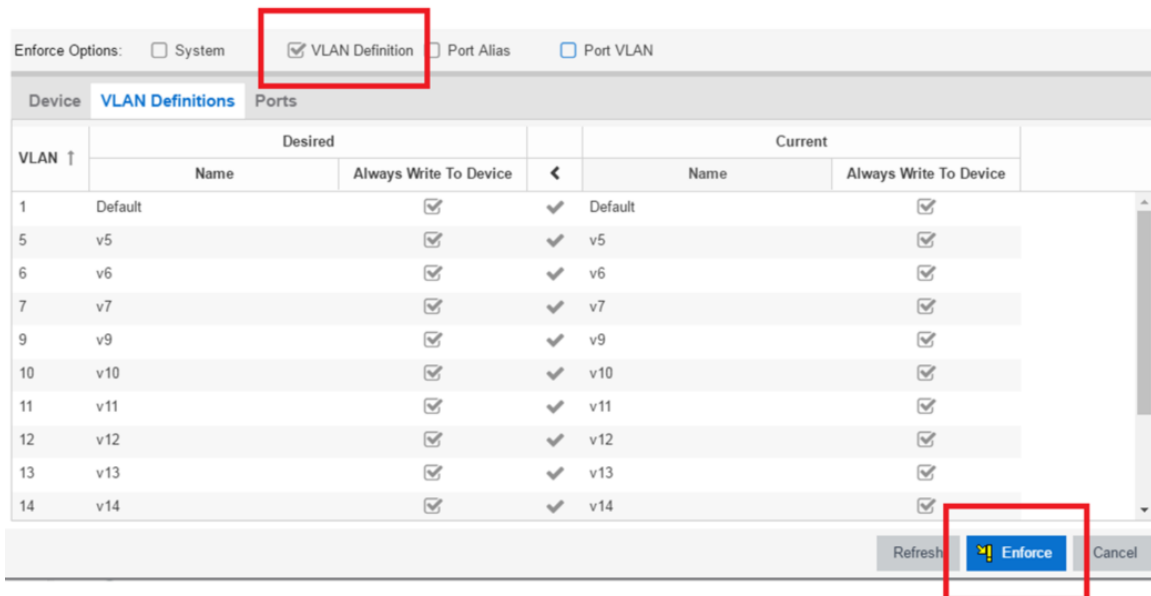 Enforce Options: System VLAN Definition Port Alias Port VLAN
Device VLAN Definitions Ports
VLAN ↑ Desired Current
Name Always Write To Device Name Always Write To Device
1 Default Default
5 v5 v5
6 v6 v6
7 v7 v7
9 v9 v9
10 v10 v10
11 v11 v11
12 v12 v12
13 v13 v13
14 v14 v14
Refresh Enforce Cancel